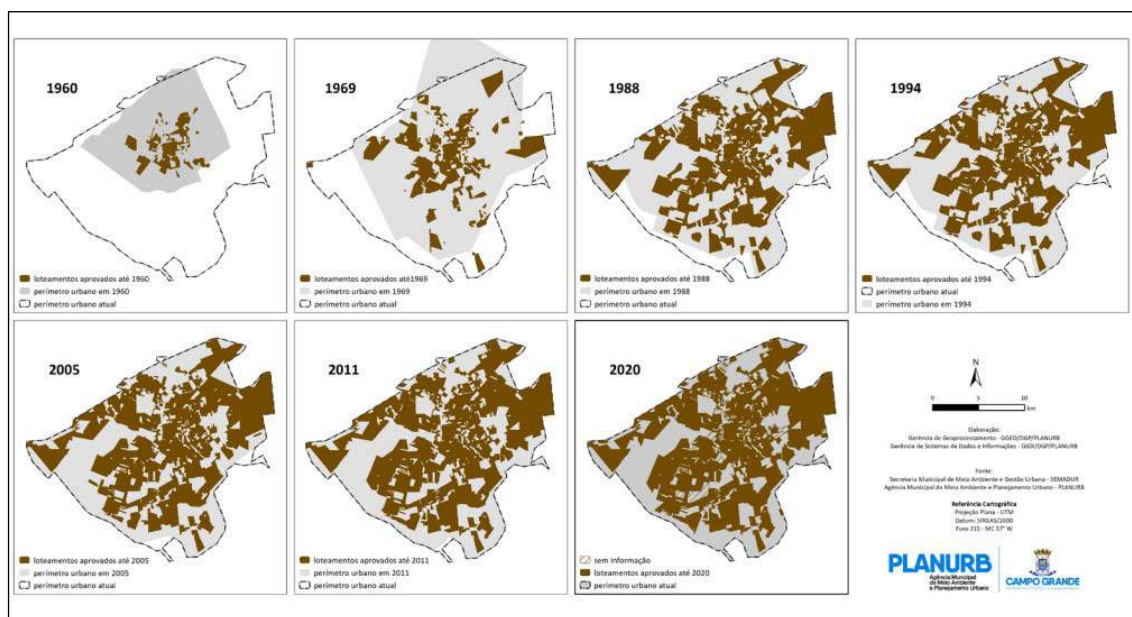 1960
loteamentos aprovados até 1960
perímetro urbano em 1960
perímetro urbano atual
1969
loteamentos aprovados até1969
perímetro urbano em 1969
perímetro urbano atual
1988
loteamentos aprovados até 1988
perímetro urbano em 1988
perímetro urbano atual
1994
loteamentos aprovados até 1994
perímetro urbano atual
perímetro urbano em 1994
2005
loteamentos aprovados até 2005
perímetro urbano em 2005
perímetro urbano atual
2011
loteamentos aprovados até 2011
perímetro urbano em 2011
perímetro urbano atual
2020
sem informação
loteamentos aprovados até 2020
perímetro urbano atual
N
0 5 10
km
Elaboração:
Gerência de Geoprocessamento - GGEO/DGP/PLANURB
Gerência de Sistemas de Dados e Informações - GSDI/DGP/PLANURB
Fonte:
Secretaria Municipal de Meio Ambiente e Gestão Urbana - SEMADUR
Agência Municipal de Meio Ambiente e Planejamento Urbano - PLANURB
Referência Cartográfica
Projeção Plana - UTM
Datum: SIRGAS/2000
Fuso 21S - MC 57° W
PLANURB
Agência Municipal
de Meio Ambiente
e Planejamento Urbano
CAMPO GRANDE